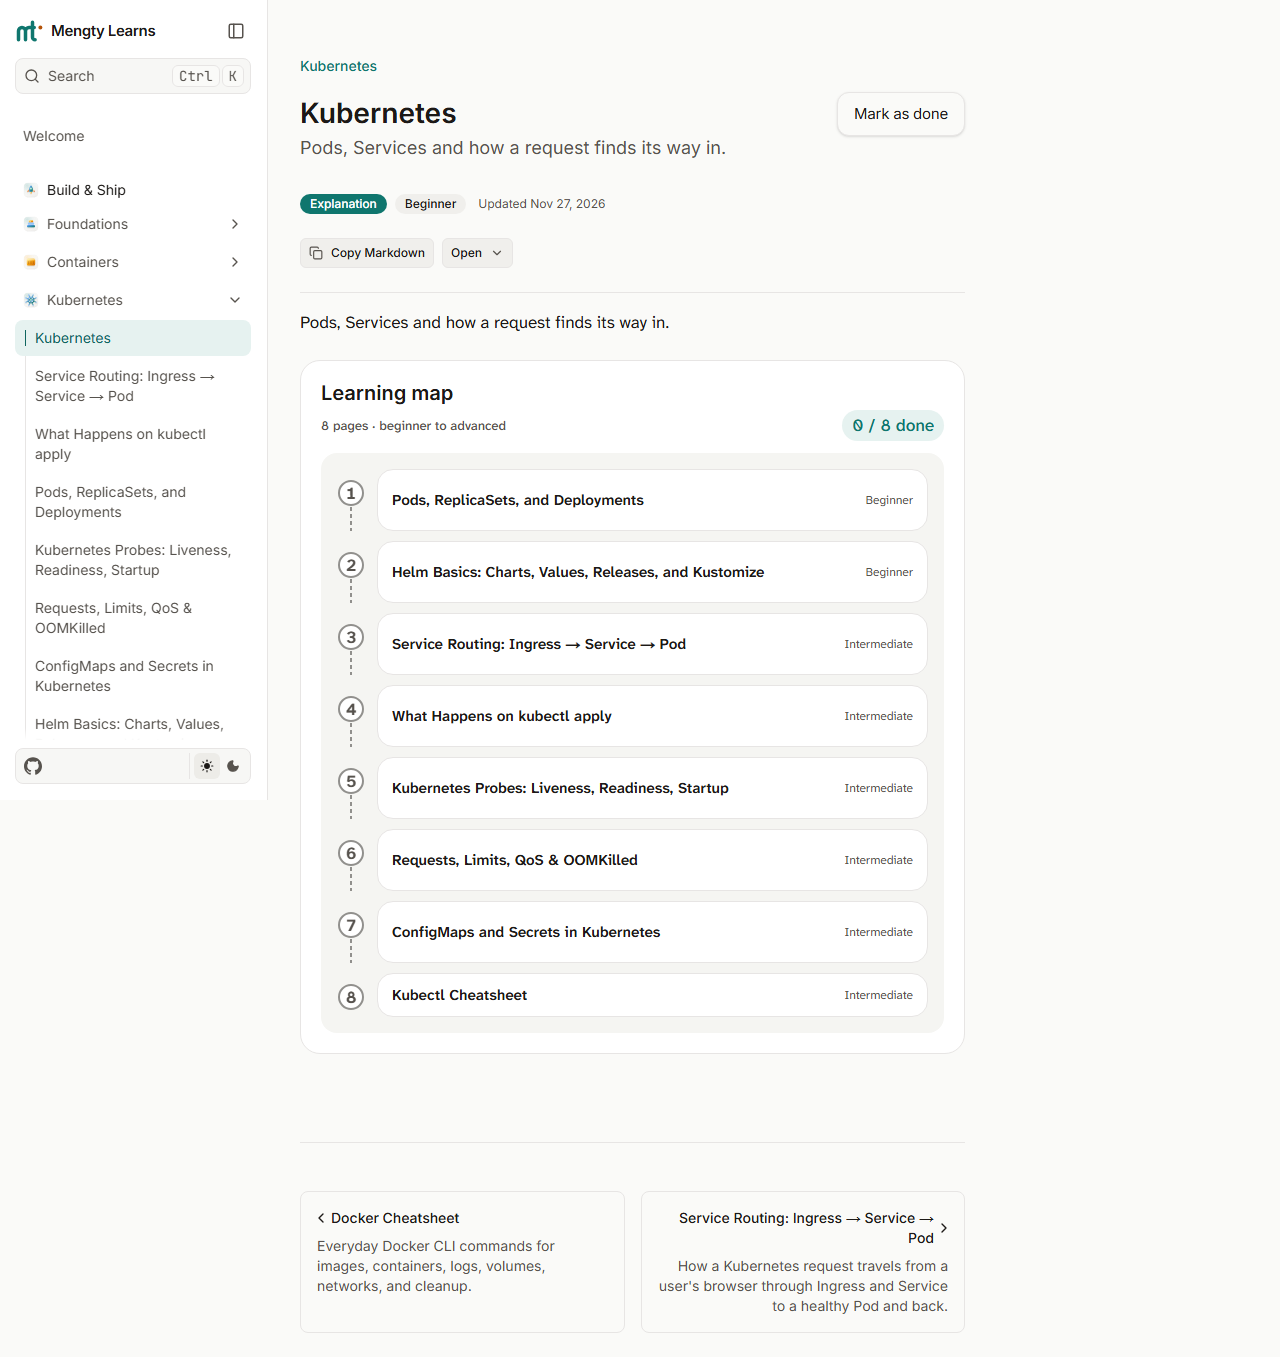 Mengty Learns
Search
Ctrl K
Welcome
Build & Ship
Foundations
Containers
Kubernetes
Kubernetes
Service Routing: Ingress →
Service → Pod
What Happens on kubectl
apply
Pods, ReplicaSets, and
Deployments
Kubernetes Probes: Liveness,
Readiness, Startup
Requests, Limits, QoS &
OOMKilled
ConfigMaps and Secrets in
Kubernetes
Helm Basics: Charts, Values,
Kubernetes
Kubernetes
Mark as done
Pods, Services and how a request finds its way in.
Explanation
Beginner
Updated Nov 27, 2026
Copy Markdown
Open
Pods, Services and how a request finds its way in.
Learning map
8 pages · beginner to advanced
0 / 8 done
1
Pods, ReplicaSets, and Deployments
Beginner
2
Helm Basics: Charts, Values, Releases, and Kustomize
Beginner
3
Service Routing: Ingress → Service → Pod
Intermediate
4
What Happens on kubectl apply
Intermediate
5
Kubernetes Probes: Liveness, Readiness, Startup
Intermediate
6
Requests, Limits, QoS & OOMKilled
Intermediate
7
ConfigMaps and Secrets in Kubernetes
Intermediate
8
Kubectl Cheatsheet
Intermediate
Docker Cheatsheet
Everyday Docker CLI commands for
images, containers, logs, volumes,
networks, and cleanup.
Service Routing: Ingress → Service →
Pod
How a Kubernetes request travels from a
user's browser through Ingress and Service
to a healthy Pod and back.